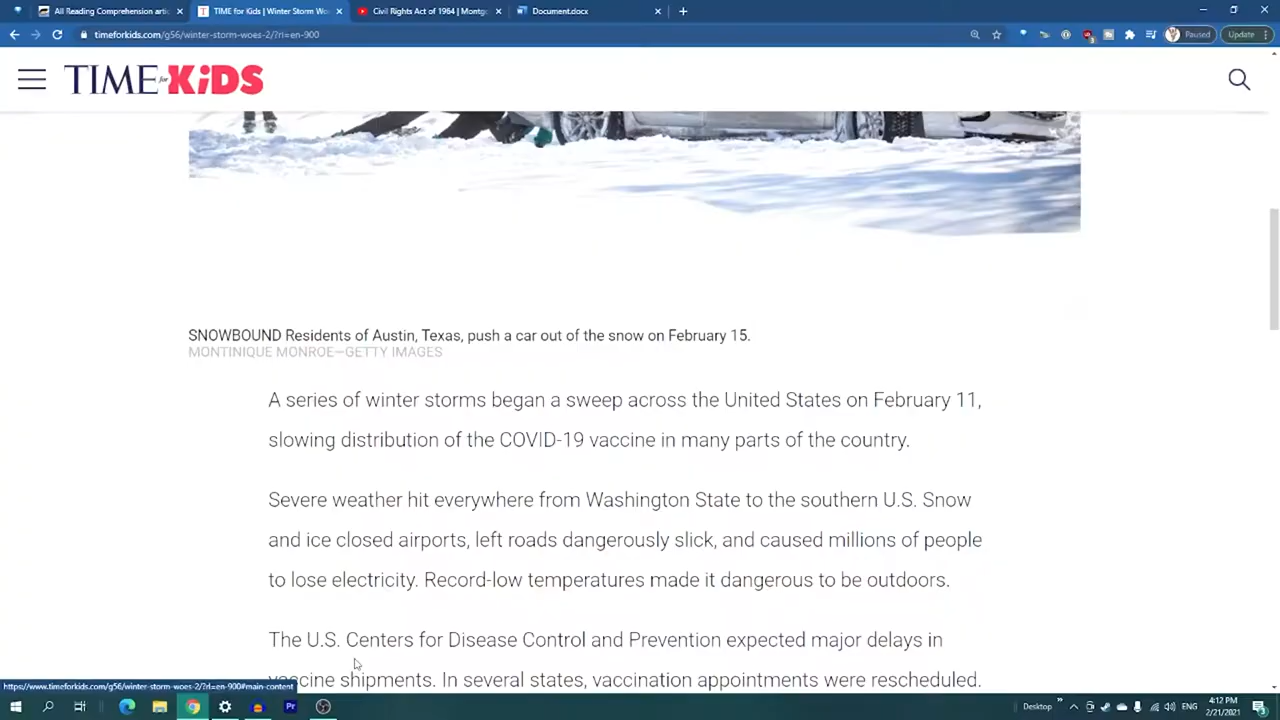 All Reading Comprehension artic
TIME for Kids | Winter Storm Wo
Civil Rights Act of 1964 | Montg
Document.docx
timeforkids.com/g56/winter-storm-woes-2/?rl=en-900
Paused
Update
TIME for KiDS
SNOWBOUND Residents of Austin, Texas, push a car out of the snow on February 15.
MONTINIQUE MONROE—GETTY IMAGES
A series of winter storms began a sweep across the United States on February 11,
slowing distribution of the COVID-19 vaccine in many parts of the country.
Severe weather hit everywhere from Washington State to the southern U.S. Snow
and ice closed airports, left roads dangerously slick, and caused millions of people
to lose electricity. Record-low temperatures made it dangerous to be outdoors.
The U.S. Centers for Disease Control and Prevention expected major delays in
vaccine shipments. In several states, vaccination appointments were rescheduled.
https://www.timeforkids.com/g56/winter-storm-woes-2/?rl=en-900#main-content
Desktop
ENG
4:12 PM
2/21/2021